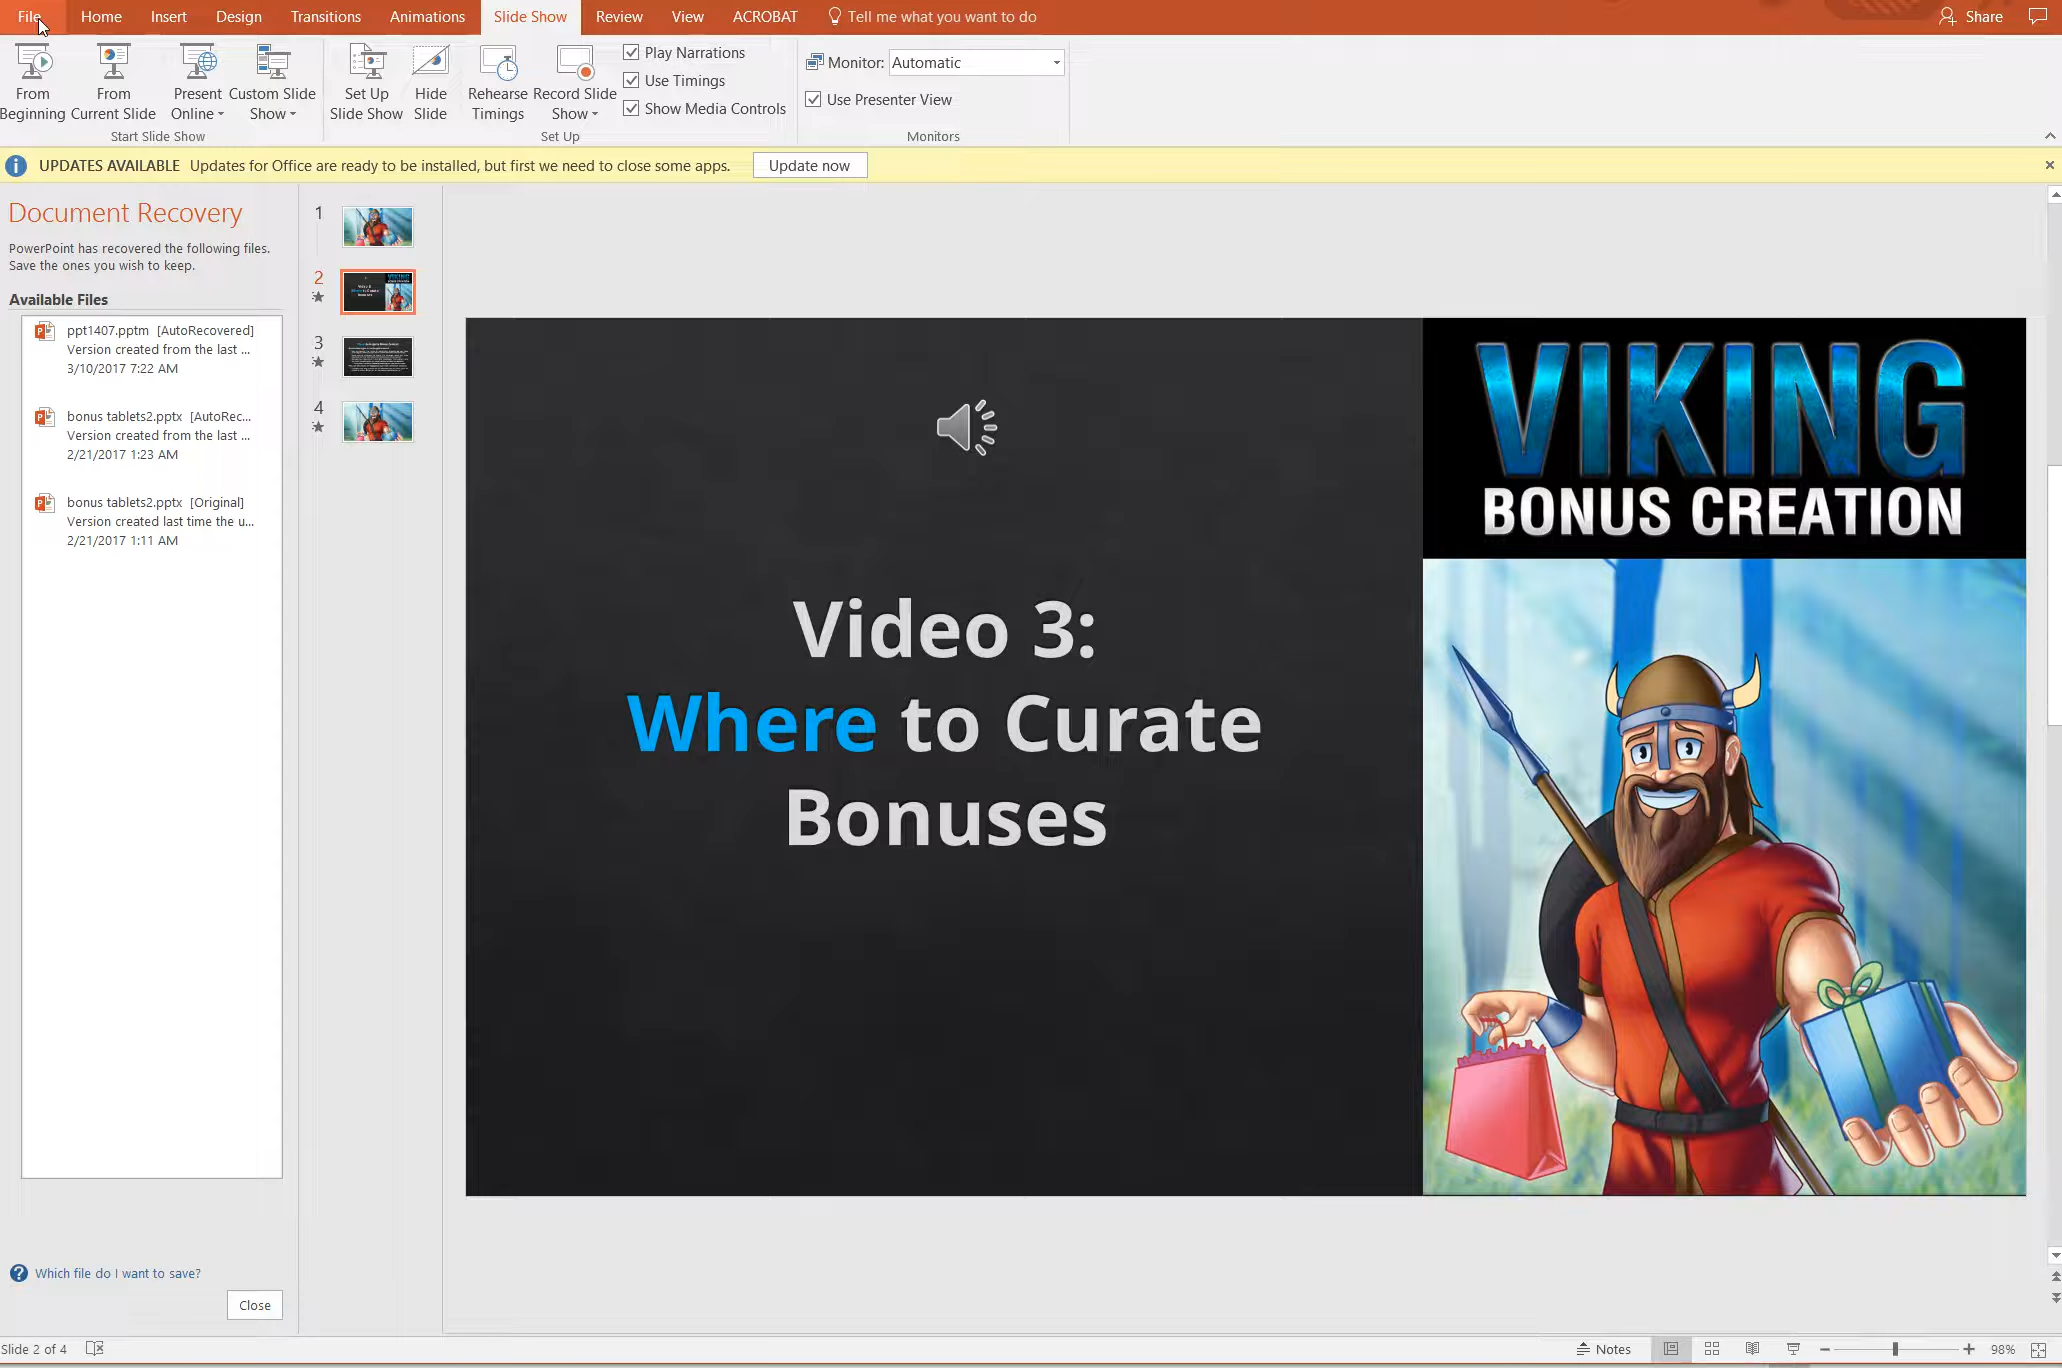 File Home Insert Design Transitions Animations Slide Show Review View ACROBAT Tell me what you want to do Share
From Beginning
From Current Slide
Present Online
Custom Slide Show
Start Slide Show
Set Up Slide Show
Hide Slide
Rehearse Timings
Record Slide Show
Play Narrations
Use Timings
Show Media Controls
Set Up
Monitor: Automatic
Use Presenter View
Monitors
UPDATES AVAILABLE Updates for Office are ready to be installed, but first we need to close some apps. Update now
Document Recovery
PowerPoint has recovered the following files.
Save the ones you wish to keep.
Available Files
ppt1407.pptm [AutoRecovered]
Version created from the last ...
3/10/2017 7:22 AM
bonus tablets2.pptx [AutoRec...
Version created from the last ...
2/21/2017 1:23 AM
bonus tablets2.pptx [Original]
Version created last time the u...
2/21/2017 1:11 AM
Which file do I want to save?
Close
1
2
3
4
Video 3:
Where to Curate
Bonuses
VIKING
BONUS CREATION
Slide 2 of 4
Notes
98%